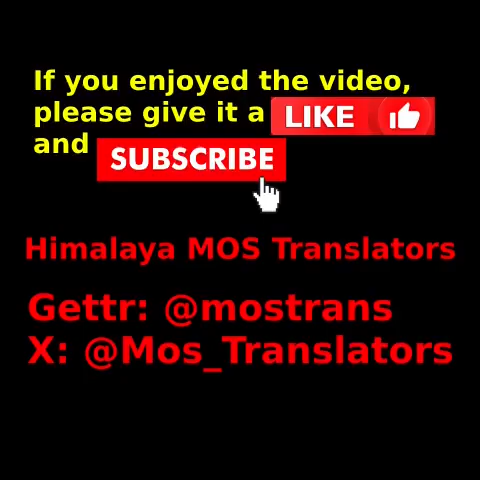 If you enjoyed the video,
please give it a LIKE
and SUBSCRIBE
Himalaya MOS Translators
Gettr: @mostrans
X: @Mos_Translators